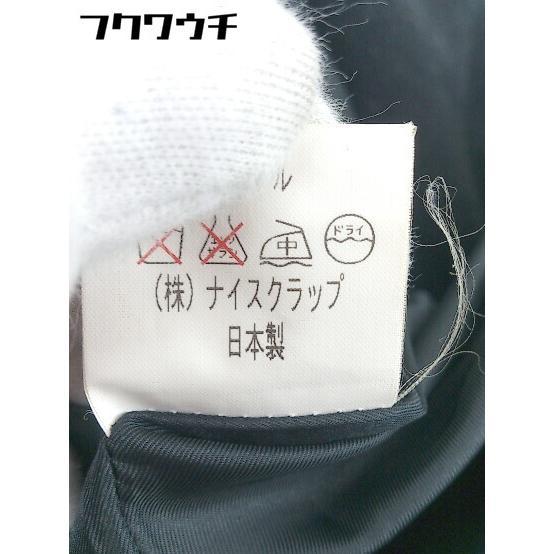 フクワウチ
ル
中 ドライ
(株) ナイスクラップ
日本製